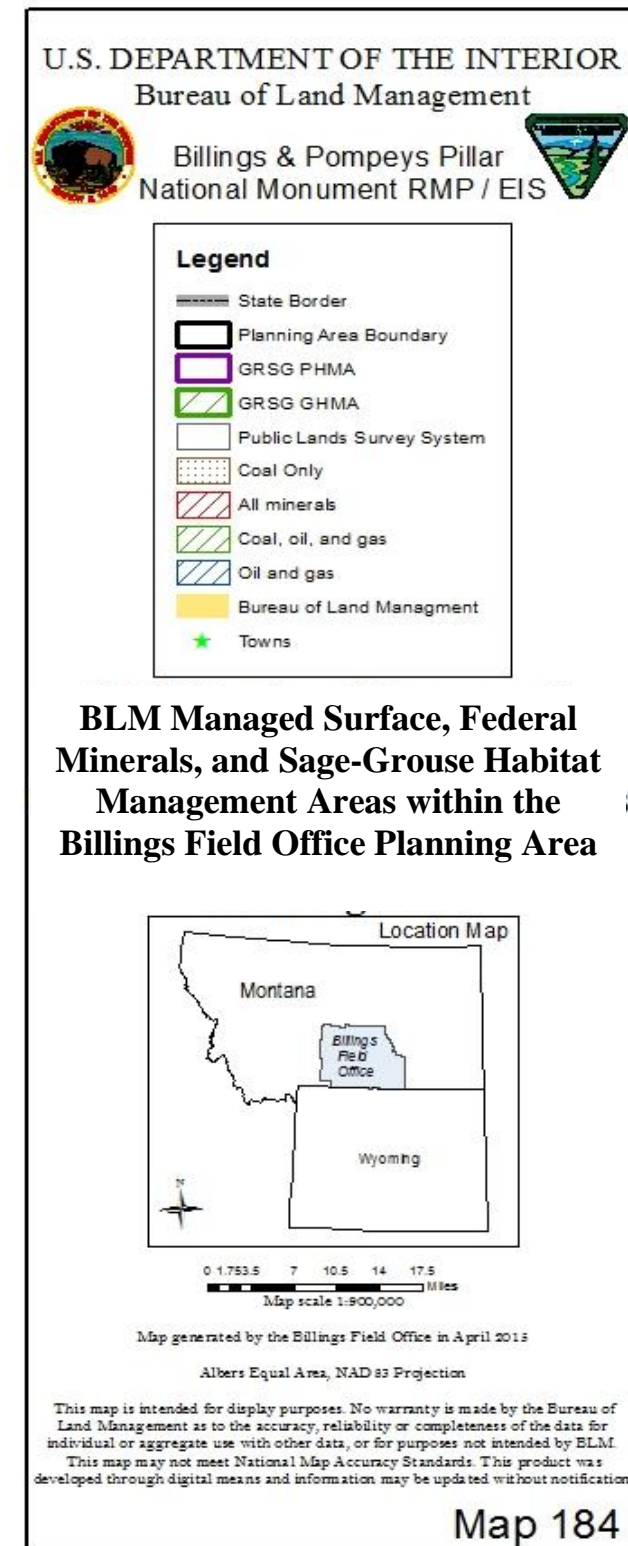 U.S. DEPARTMENT OF THE INTERIOR
Bureau of Land Management
Billings & Pompeys Pillar
National Monument RMP / EIS
Legend
State Border
Planning Area Boundary
GRSG PHMA
GRSG GHMA
Public Lands Survey System
Coal Only
All minerals
Coal, oil, and gas
Oil and gas
Bureau of Land Managment
Towns
BLM Managed Surface, Federal
Minerals, and Sage-Grouse Habitat
Management Areas within the
Billings Field Office Planning Area
Location Map
Montana
Billings
Field
Office
Wyoming
N
0 1.753.5 7 10.5 14 17.5
Miles
Map scale 1:900,000
Map generated by the Billings Field Office in April 2015
Albers Equal Area, NAD 83 Projection
This map is intended for display purposes. No warranty is made by the Bureau of
Land Management as to the accuracy, reliability or completeness of the data for
individual or aggregate use with other data, or for purposes not intended by BLM.
This map may not meet National Map Accuracy Standards. This product was
developed through digital means and information may be updated without notification
Map 184